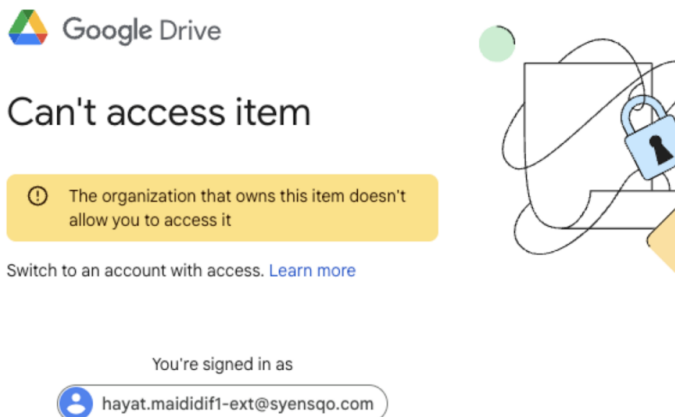 Google Drive
Can't access item
The organization that owns this item doesn't
allow you to access it
Switch to an account with access. Learn more
You're signed in as
hayat.maididif1-ext@syensqo.com